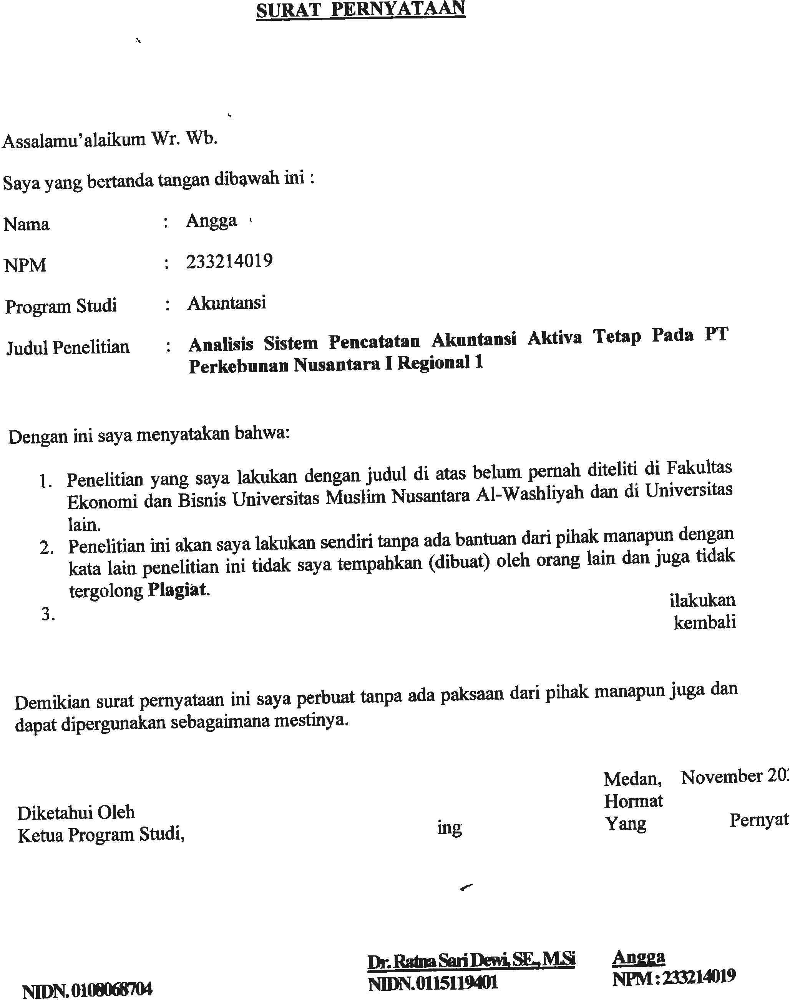 SURAT PERNYATAAN
Assalamu'alaikum Wr. Wb.
Saya yang bertanda tangan dibawah ini :
Nama : Angga
NPM : 233214019
Program Studi : Akuntansi
Judul Penelitian : Analisis Sistem Pencatatan Akuntansi Aktiva Tetap Pada PT
Perkebunan Nusantara I Regional 1
Dengan ini saya menyatakan bahwa:
1. Penelitian yang saya lakukan dengan judul di atas belum pernah diteliti di Fakultas
Ekonomi dan Bisnis Universitas Muslim Nusantara Al-Washliyah dan di Universitas
lain.
2. Penelitian ini akan saya lakukan sendiri tanpa ada bantuan dari pihak manapun dengan
kata lain penelitian ini tidak saya tempahkan (dibuat) oleh orang lain dan juga tidak
tergolong Plagiat.
3. ilakukan
kembali
Demikian surat pernyataan ini saya perbuat tanpa ada paksaan dari pihak manapun juga dan
dapat dipergunakan sebagaimana mestinya.
Medan, November 20
Diketahui Oleh Hormat
Ketua Program Studi, ing Yang Pernyat
Dr. Ratna Sari Dewi, SE., M.Si Angga
NIDN. 0108068704 NIDN. 0115119401 NPM : 233214019